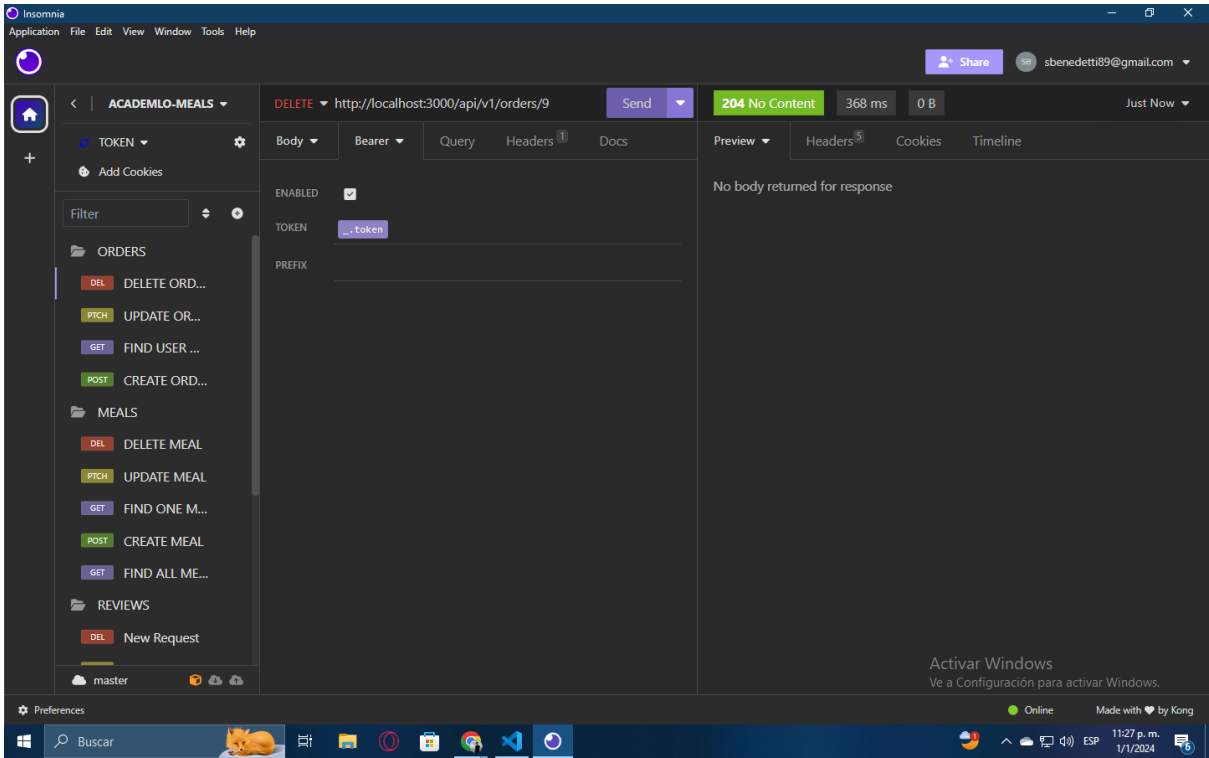 Insomnia
Application File Edit View Window Tools Help
Share SB sbenedetti89@gmail.com
ACADEMLO-MEALS
DELETE http://localhost:3000/api/v1/orders/9 Send
204 No Content 368 ms 0 B Just Now
TOKEN
Body Bearer Query Headers 1 Docs
Preview Headers 5 Cookies Timeline
Add Cookies
ENABLED
No body returned for response
Filter
TOKEN _.token
PREFIX
ORDERS
DEL DELETE ORD...
PTCH UPDATE OR...
GET FIND USER ...
POST CREATE ORD...
MEALS
DEL DELETE MEAL
PTCH UPDATE MEAL
GET FIND ONE M...
POST CREATE MEAL
GET FIND ALL ME...
REVIEWS
DEL New Request
master
Activar Windows
Ve a Configuración para activar Windows.
Preferences
Online Made with ♥ by Kong
Buscar
ESP
11:27 p. m.
1/1/2024
6